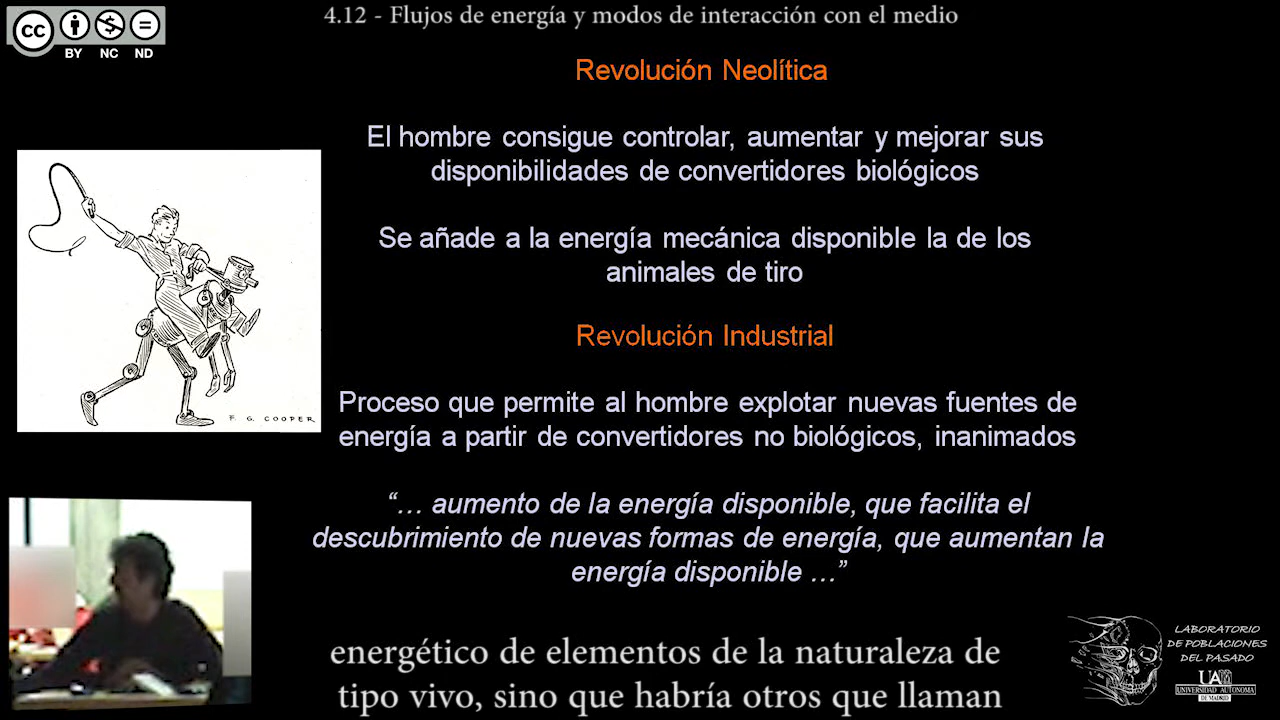 4.12 - Flujos de energía y modos de interacción con el medio
cc
BY NC ND
Revolución Neolítica
El hombre consigue controlar, aumentar y mejorar sus
disponibilidades de convertidores biológicos
Se añade a la energía mecánica disponible la de los
animales de tiro
Revolución Industrial
Proceso que permite al hombre explotar nuevas fuentes de
energía a partir de convertidores no biológicos, inanimados
“… aumento de la energía disponible, que facilita el
descubrimiento de nuevas formas de energía, que aumentan la
energía disponible …”
F. G. COOPER
energético de elementos de la naturaleza de
tipo vivo, sino que habría otros que llaman
LABORATORIO
DE POBLACIONES
DEL PASADO
UAM
UNIVERSIDAD AUTONOMA
DE MADRID